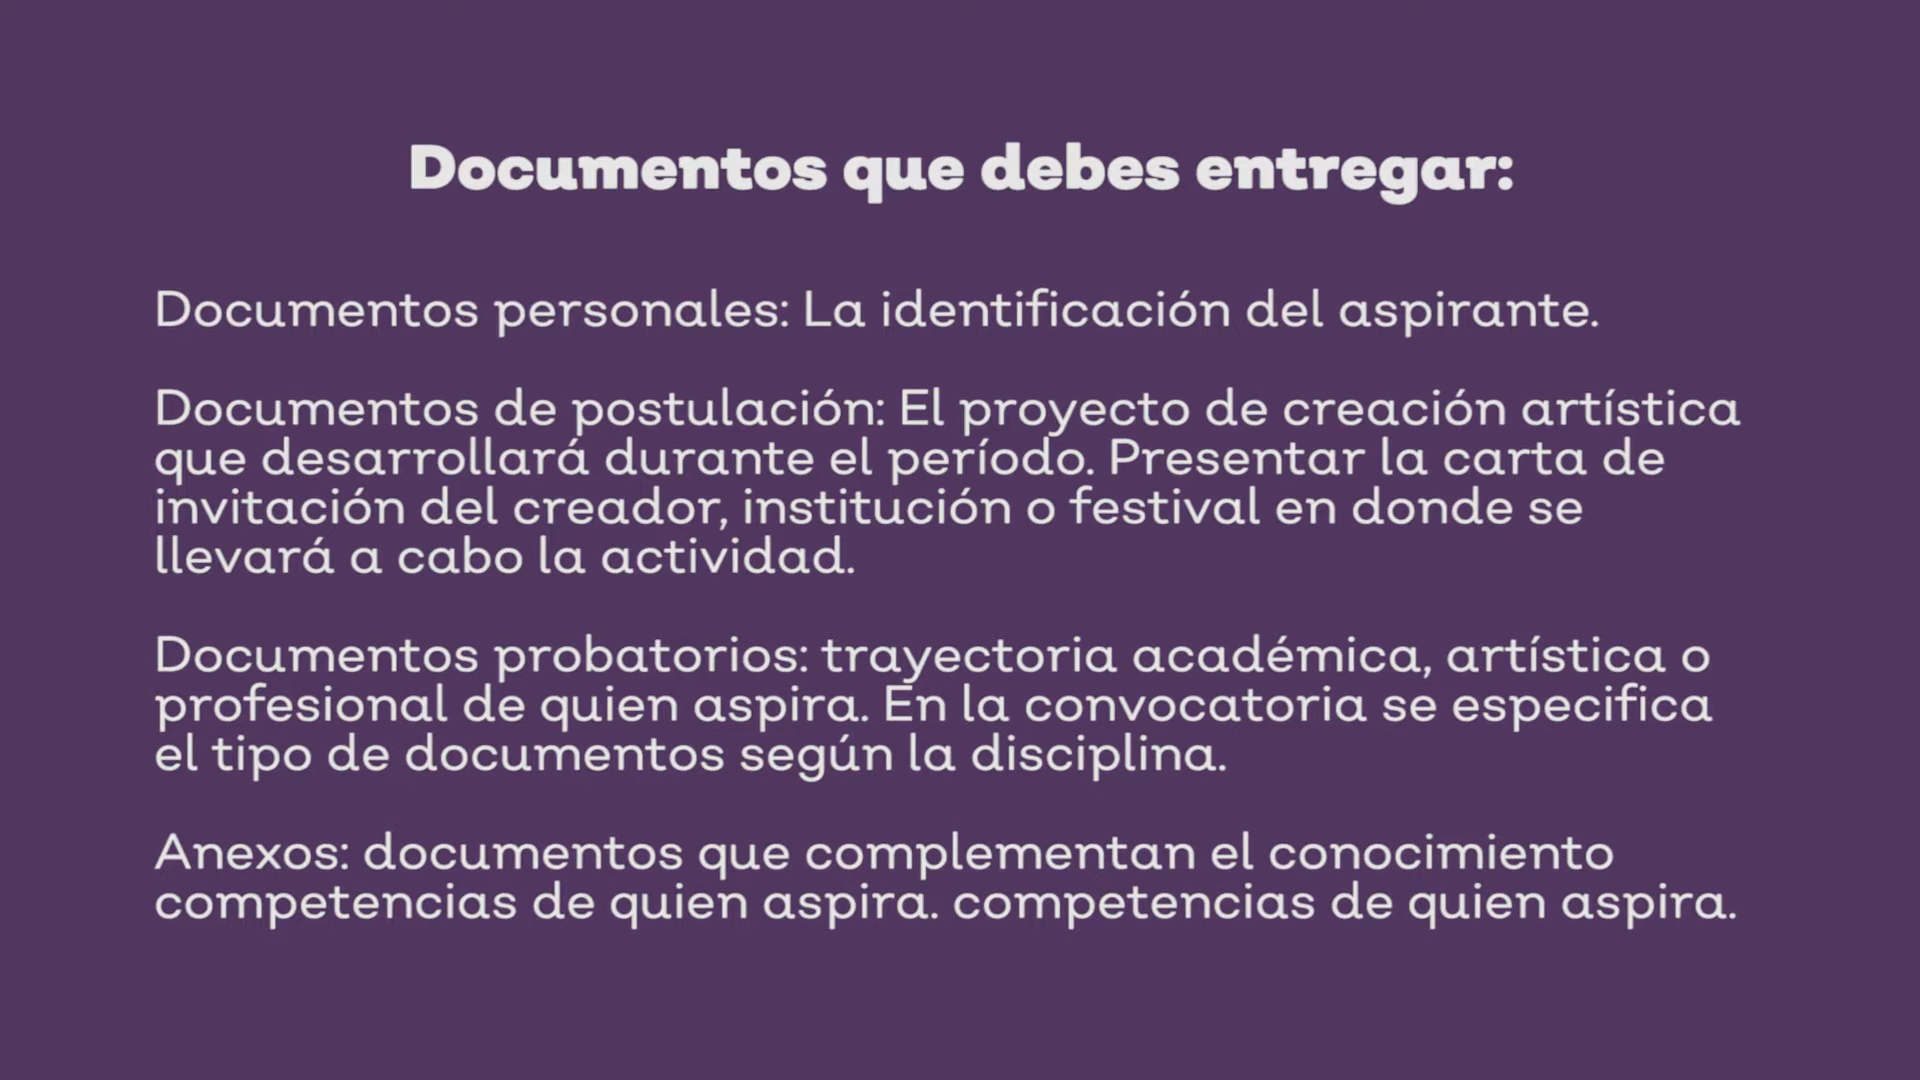 Documentos que debes entregar:
Documentos personales: La identificación del aspirante.
Documentos de postulación: El proyecto de creación artística
que desarrollará durante el período. Presentar la carta de
invitación del creador, institución o festival en donde se
llevará a cabo la actividad.
Documentos probatorios: trayectoria académica, artística o
profesional de quien aspira. En la convocatoria se especifica
el tipo de documentos según la disciplina.
Anexos: documentos que complementan el conocimiento
competencias de quien aspira. competencias de quien aspira.